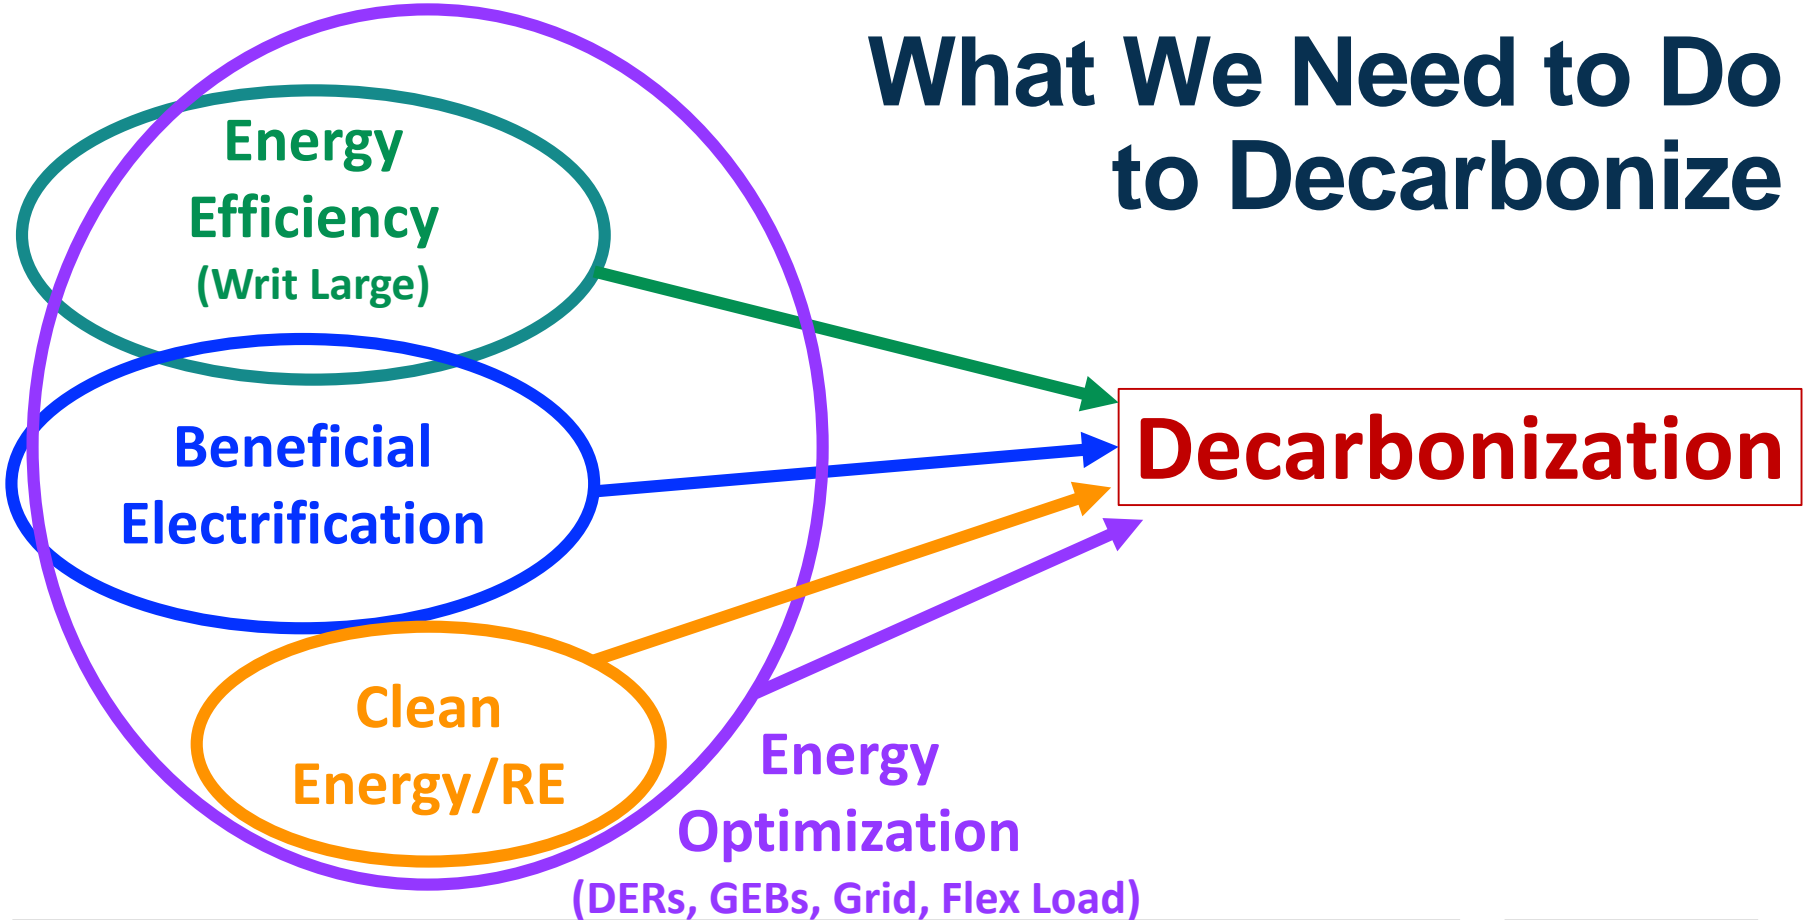 What We Need to Do
to Decarbonize
Energy
Efficiency
(Writ Large)
Beneficial
Electrification
Clean
Energy/RE
Energy
Optimization
(DERs, GEBs, Grid, Flex Load)
Decarbonization